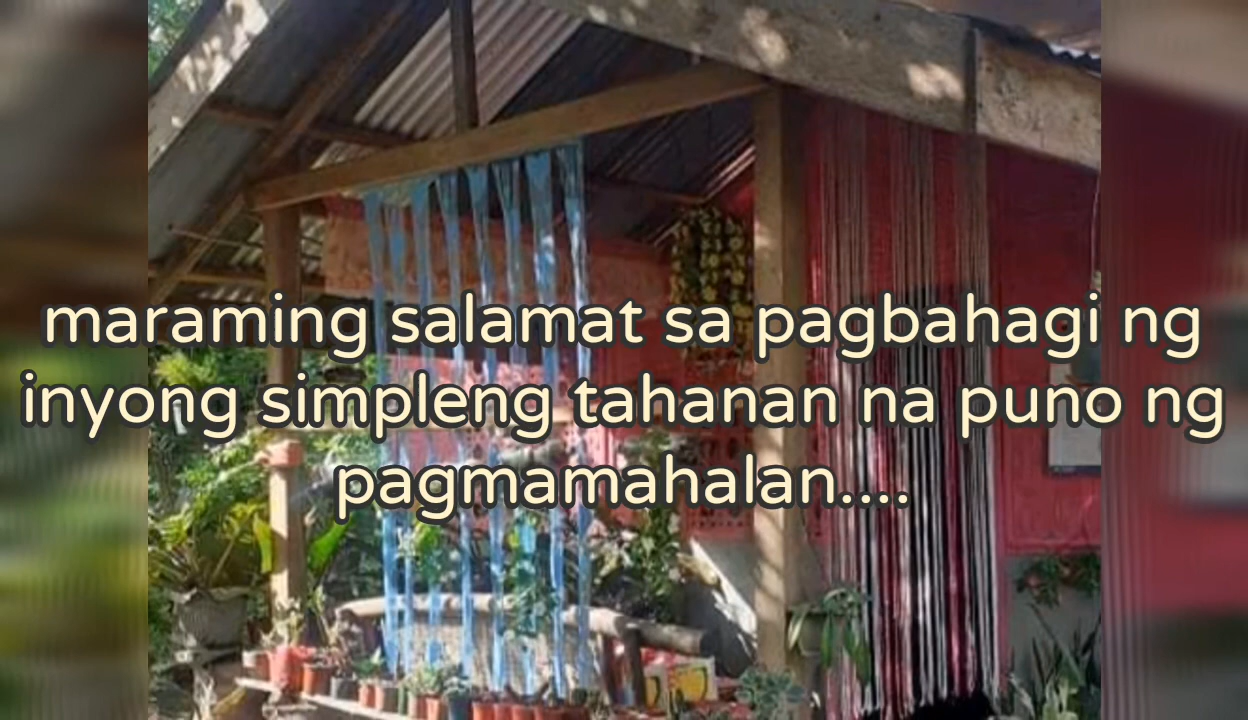 maraming salamat sa pagbahagi ng
inyong simpleng tahanan na puno ng
pagmamahalan....